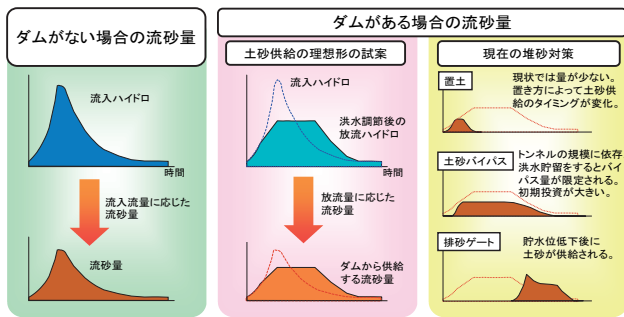 ダムがない場合の流砂量
流入ハイドロ
時間
流入流量に応じた
流砂量
流砂量
ダムがある場合の流砂量
土砂供給の理想形の試案
流入ハイドロ
洪水調節後の
放流ハイドロ
時間
放流量に応じた
流砂量
ダムから供給
する流砂量
現在の堆砂対策
置土
現状では量が少ない。
置き方によって土砂供
給のタイミングが変化。
土砂バイパス
トンネルの規模に依存
洪水貯留をするとバイ
パス量が限定される。
初期投資が大きい。
排砂ゲート
貯水位低下後に
土砂が供給される。